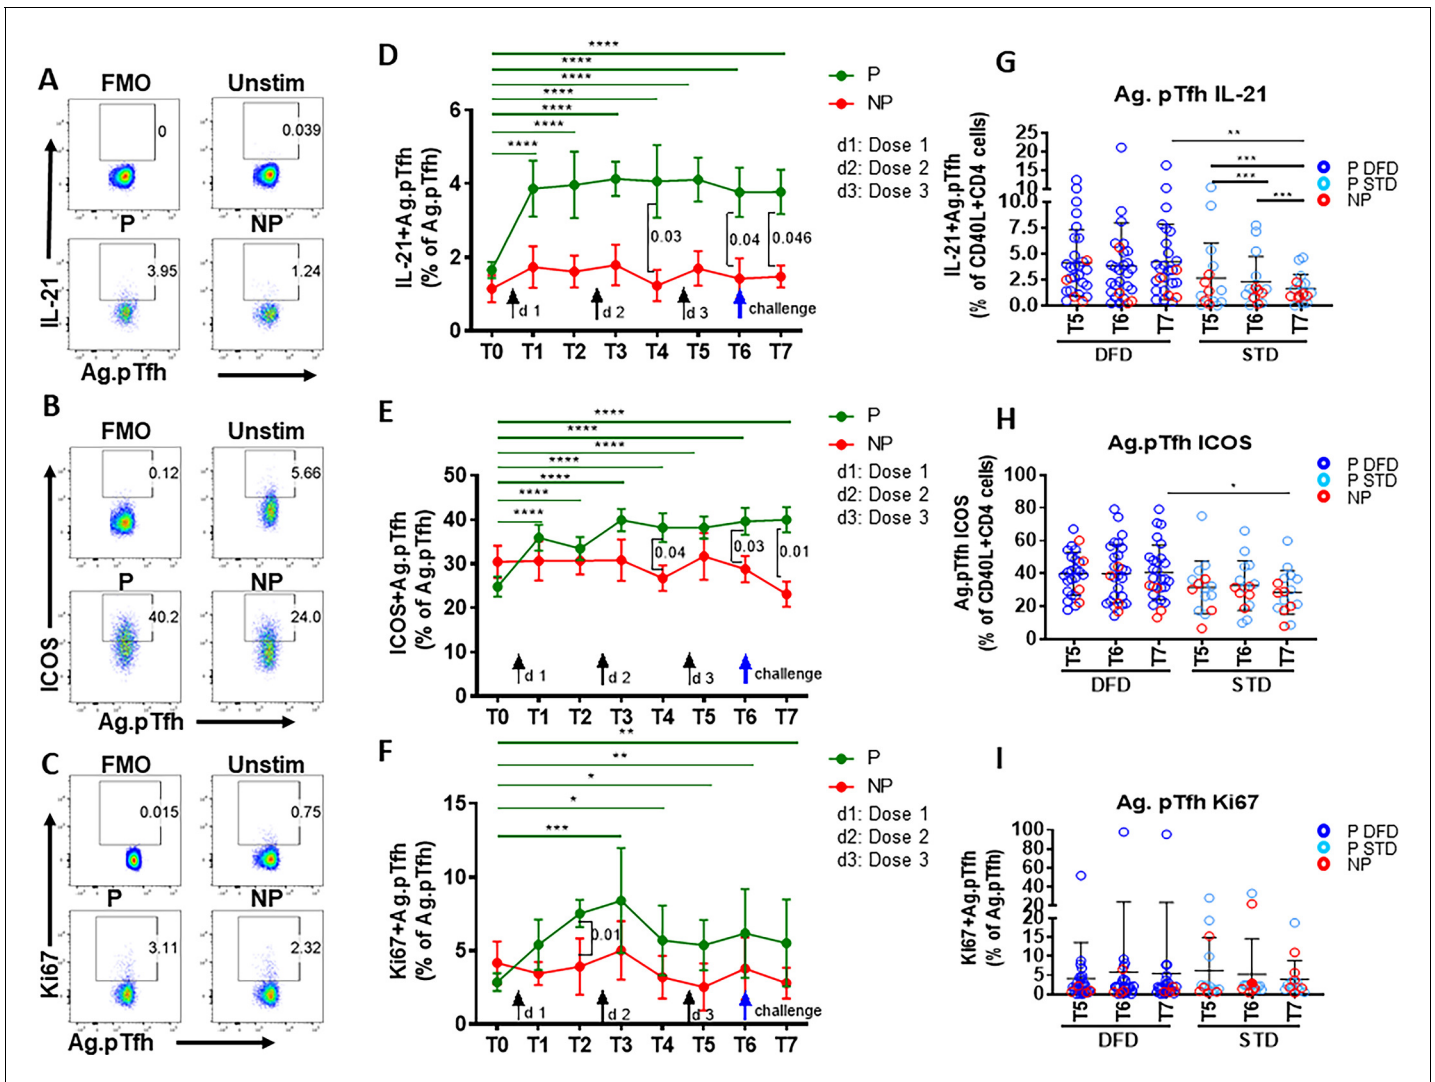 A
FMO
Unstim
0
0.039
P
NP
3.95
1.24
IL-21
Ag.pTfh
B
FMO
Unstim
0.12
5.66
P
NP
40.2
24.0
ICOS
Ag.pTfh
C
FMO
Unstim
0.015
0.75
P
NP
3.11
2.32
Ki67
Ag.pTfh
D
****
****
****
****
****
****
****
P
NP
d1: Dose 1
d2: Dose 2
d3: Dose 3
IL-21+Ag.pTfh
(% of Ag.pTfh)
6
4
2
0
0.03
0.04
0.046
d 1
d 2
d 3
challenge
T0 T1 T2 T3 T4 T5 T6 T7
E
****
****
****
****
****
****
****
P
NP
d1: Dose 1
d2: Dose 2
d3: Dose 3
ICOS+Ag.pTfh
(% of Ag.pTfh)
50
40
30
20
10
0
0.04
0.03
0.01
d 1
d 2
d 3
challenge
T0 T1 T2 T3 T4 T5 T6 T7
F
**
**
*
*
***
P
NP
d1: Dose 1
d2: Dose 2
d3: Dose 3
Ki67+Ag.pTfh
(% of Ag.pTfh)
15
10
5
0
0.01
d 1
d 2
d 3
challenge
T0 T1 T2 T3 T4 T5 T6 T7
G
Ag. pTfh IL-21
IL-21+Ag.pTfh
(% of CD40L+CD4 cells)
25
20
15
10
10.0
7.5
5.0
2.5
0.0
**
***
***
***
P DFD
P STD
NP
T5 T6 T7 T5 T6 T7
DFD STD
H
Ag.pTfh ICOS
Ag.pTfh ICOS
(% of CD40L+CD4 cells)
100
80
60
40
20
0
*
P DFD
P STD
NP
T5 T6 T7 T5 T6 T7
DFD STD
I
Ag. pTfh Ki67
Ki67+Ag.pTfh
(% of Ag.pTfh)
100
80
60
40
20
20
15
10
5
0
P DFD
P STD
NP
T5 T6 T7 T5 T6 T7
DFD STD